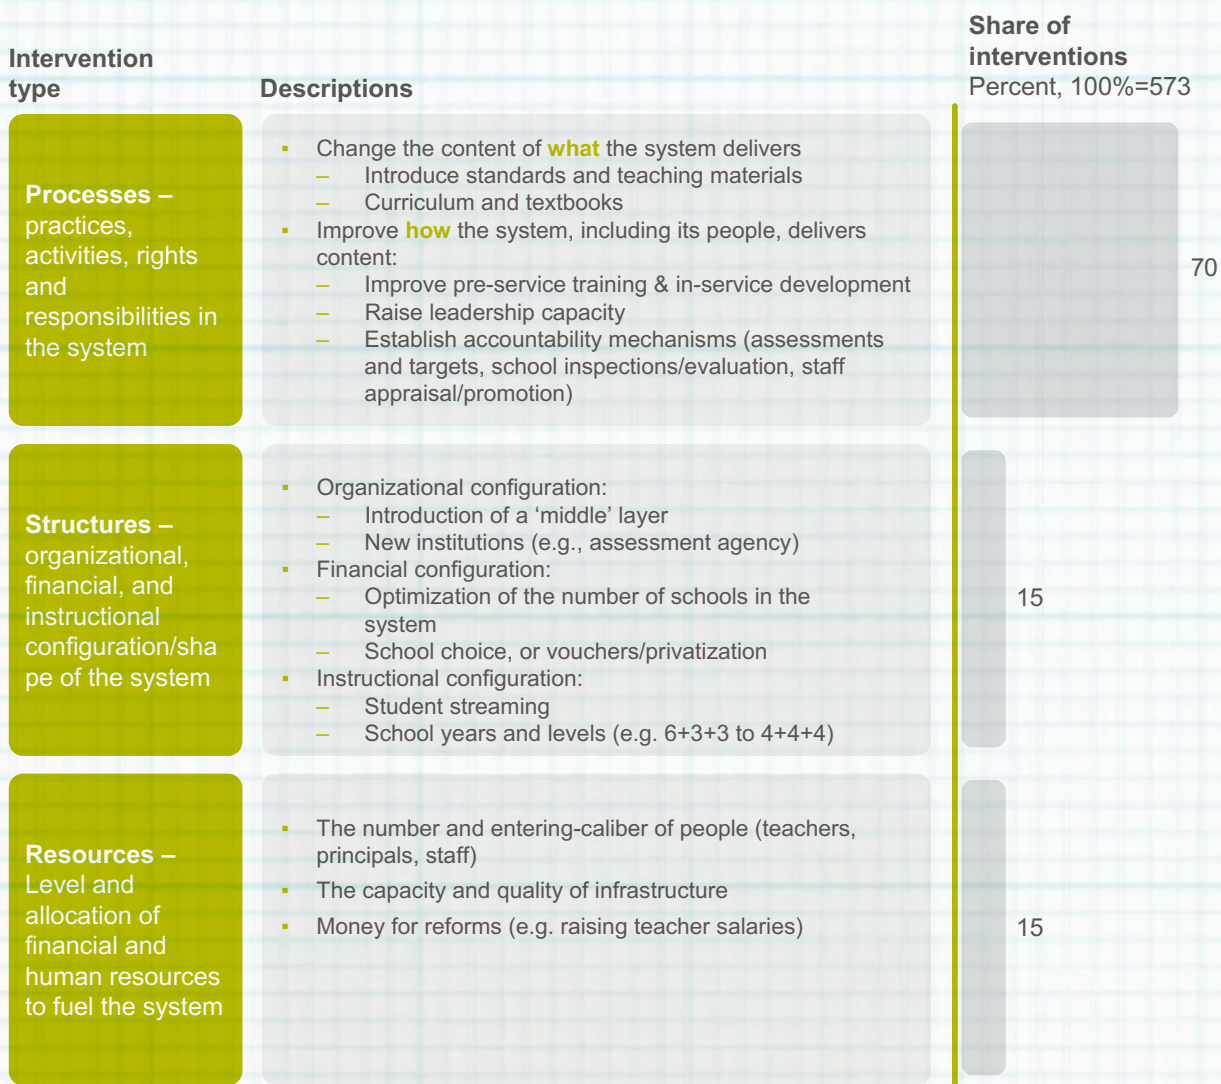 Intervention
type
Descriptions
Share of
interventions
Percent, 100%=573
Processes –
practices,
activities, rights
and
responsibilities in
the system
▪ Change the content of what the system delivers
– Introduce standards and teaching materials
– Curriculum and textbooks
▪ Improve how the system, including its people, delivers
content:
– Improve pre-service training & in-service development
– Raise leadership capacity
– Establish accountability mechanisms (assessments
and targets, school inspections/evaluation, staff
appraisal/promotion)
70
Structures –
organizational,
financial, and
instructional
configuration/sha
pe of the system
▪ Organizational configuration:
– Introduction of a ‘middle’ layer
– New institutions (e.g., assessment agency)
▪ Financial configuration:
– Optimization of the number of schools in the
system
– School choice, or vouchers/privatization
▪ Instructional configuration:
– Student streaming
– School years and levels (e.g. 6+3+3 to 4+4+4)
15
Resources –
Level and
allocation of
financial and
human resources
to fuel the system
▪ The number and entering-caliber of people (teachers,
principals, staff)
▪ The capacity and quality of infrastructure
▪ Money for reforms (e.g. raising teacher salaries)
15